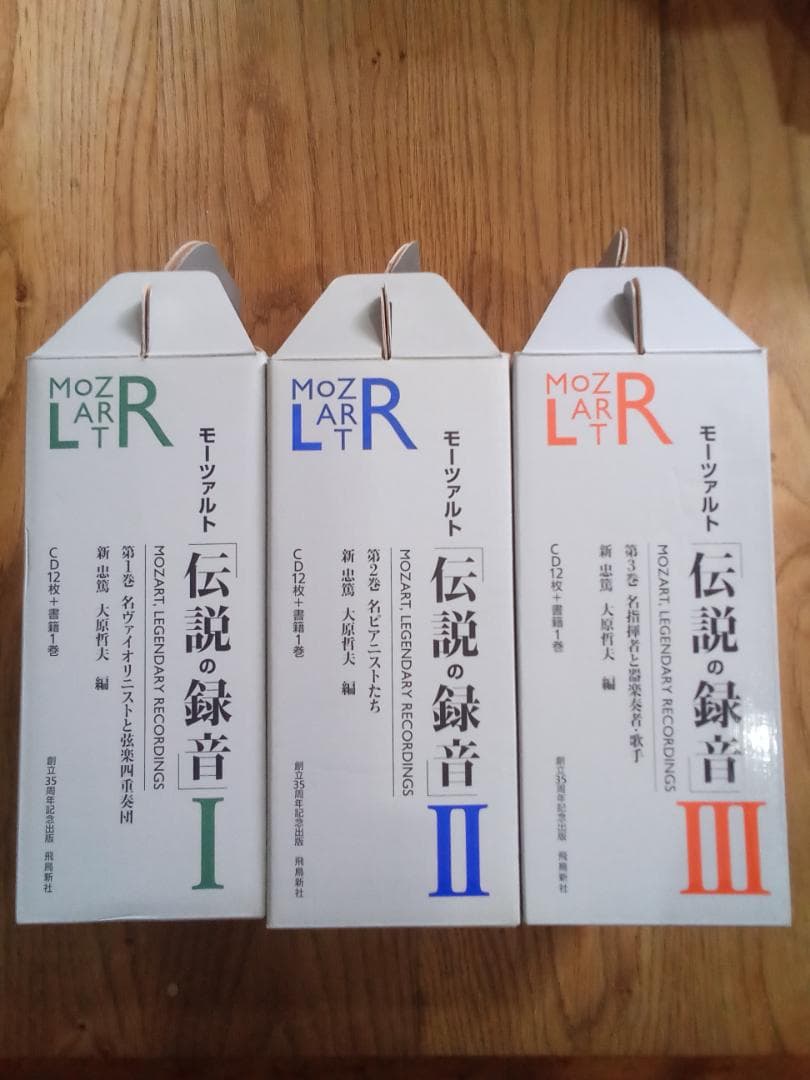 MOZ
ART
LR
モーツァルト
「伝説の録音」
I
MOZART, LEGENDARY RECORDINGS
第1巻 名ヴァイオリニストと弦楽四重奏団
新 忠篤 大原哲夫 編
CD12枚+書籍1巻
創立35周年記念出版 飛鳥新社
MOZ
ART
LR
モーツァルト
「伝説の録音」
II
MOZART, LEGENDARY RECORDINGS
第2巻 名ピアニストたち
新 忠篤 大原哲夫 編
CD12枚+書籍1巻
創立35周年記念出版 飛鳥新社
MOZ
ART
LR
モーツァルト
「伝説の録音」
III
MOZART, LEGENDARY RECORDINGS
第3巻 名指揮者と器楽奏者・歌手
新 忠篤 大原哲夫 編
CD12枚+書籍1巻
創立35周年記念出版 飛鳥新社